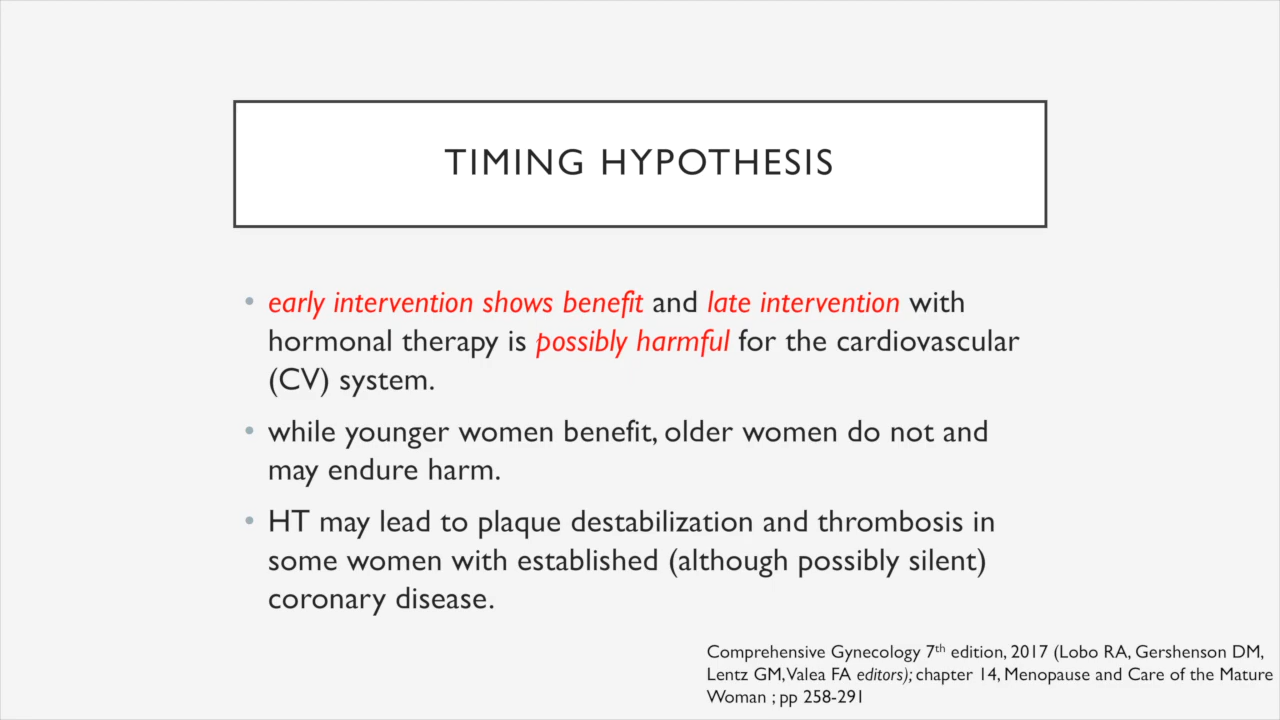 TIMING HYPOTHESIS
• early intervention shows benefit and late intervention with
hormonal therapy is possibly harmful for the cardiovascular
(CV) system.
• while younger women benefit, older women do not and
may endure harm.
• HT may lead to plaque destabilization and thrombosis in
some women with established (although possibly silent)
coronary disease.
Comprehensive Gynecology 7th edition, 2017 (Lobo RA, Gershenson DM,
Lentz GM, Valea FA editors); chapter 14, Menopause and Care of the Mature
Woman ; pp 258-291